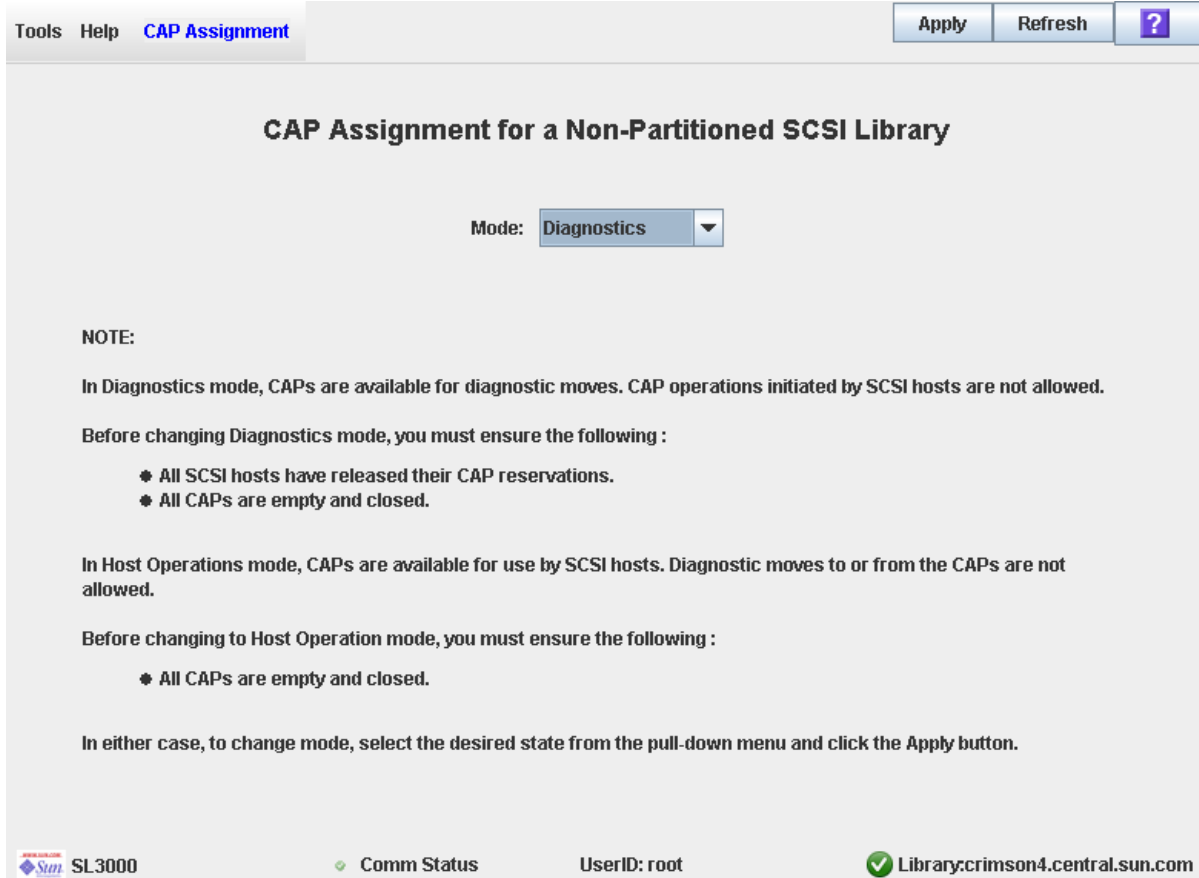 Tools Help CAP Assignment Apply Refresh ?
CAP Assignment for a Non-Partitioned SCSI Library
Mode: Diagnostics
NOTE:
In Diagnostics mode, CAPs are available for diagnostic moves. CAP operations initiated by SCSI hosts are not allowed.
Before changing Diagnostics mode, you must ensure the following :
All SCSI hosts have released their CAP reservations.
All CAPs are empty and closed.
In Host Operations mode, CAPs are available for use by SCSI hosts. Diagnostic moves to or from the CAPs are not
allowed.
Before changing to Host Operation mode, you must ensure the following :
All CAPs are empty and closed.
In either case, to change mode, select the desired state from the pull-down menu and click the Apply button.
Sun SL3000 Comm Status UserID: root Library:crimson4.central.sun.com